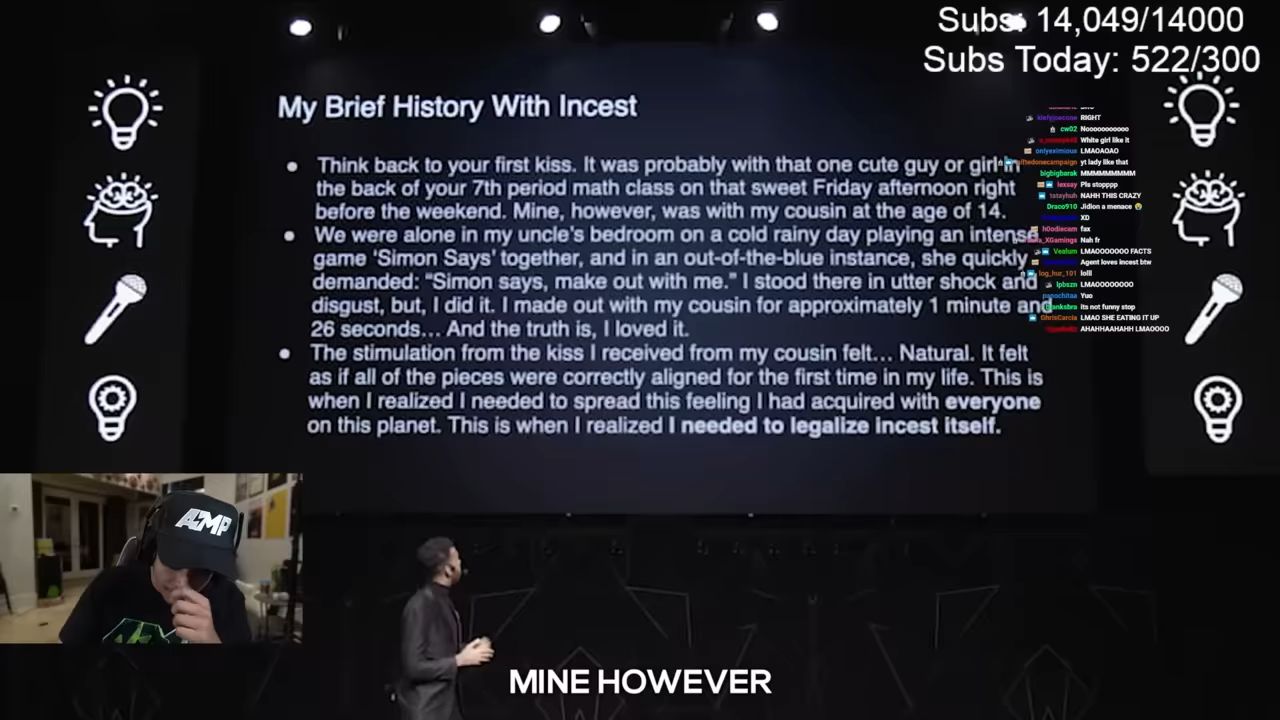 Subs: 14,049/14000
Subs Today: 522/300
My Brief History With Incest
Think back to your first kiss. It was probably with that one cute guy or girl in
the back of your 7th period math class on that sweet Friday afternoon right
before the weekend. Mine, however, was with my cousin at the age of 14.
We were alone in my uncle's bedroom on a cold rainy day playing an intense
game 'Simon Says' together, and in an out-of-the-blue instance, she quickly
demanded: “Simon says, make out with me.” I stood there in utter shock and
disgust, but, I did it. I made out with my cousin for approximately 1 minute and
26 seconds... And the truth is, I loved it.
The stimulation from the kiss I received from my cousin felt... Natural. It felt
as if all of the pieces were correctly aligned for the first time in my life. This is
when I realized I needed to spread this feeling I had acquired with everyone
on this planet. This is when I realized I needed to legalize incest itself.
RIGHT
cw02 Nooooooooooo
White girl like it
onlyeximious LMAOAOAO
yt lady like that
bigbigbarak MMMMMMMMM
lexsay Pls stopppp
tstayhuh NAHH THIS CRAZY
Draco910 Jidion a menace
XD
h0odiecam fax
Nah fr
Vealum LMAOOOOOOO FACTS
Agent loves incest btw
log_hur_101 lolll
lpbszn LMAOOOOOOOO
Yuo
its not funny stop
LMAO SHE EATING IT UP
AHAHHAAHAHH LMAOOOO
AMP
MINE HOWEVER